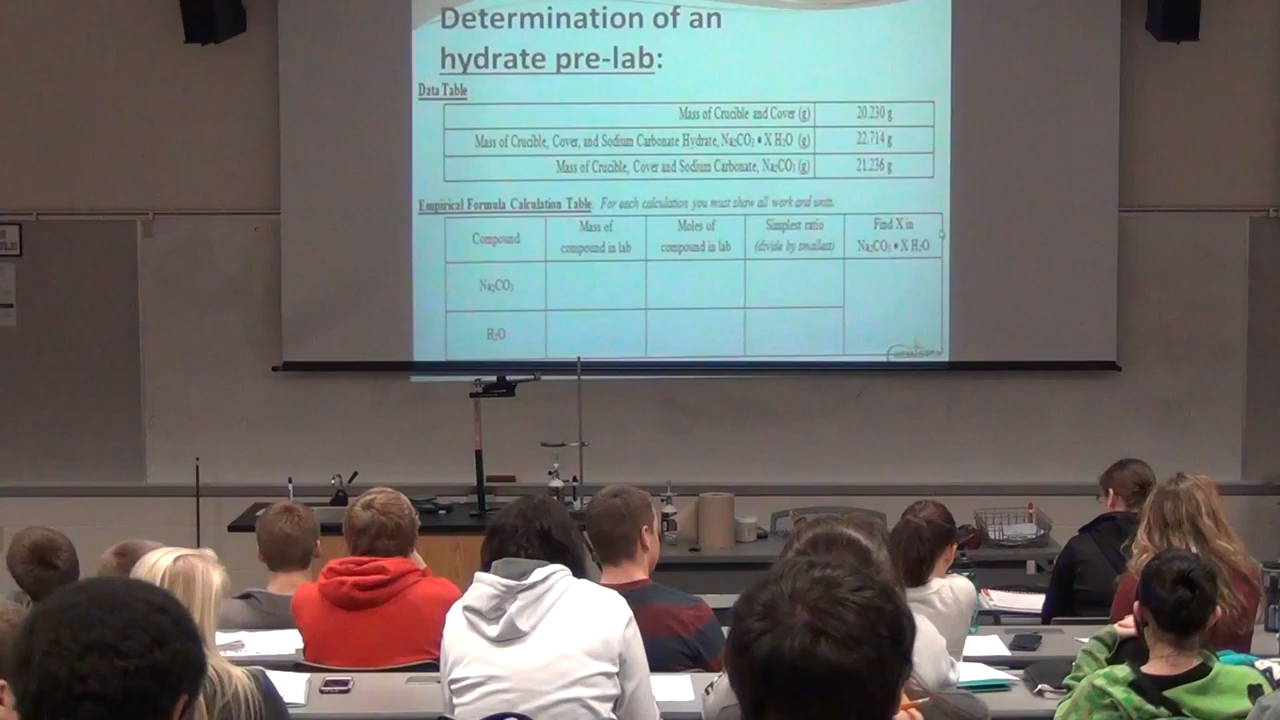 Determination of an
hydrate pre-lab:
Data Table
Mass of Crucible and Cover (g) 20.230 g
Mass of Crucible, Cover, and Sodium Carbonate Hydrate, Na₂CO₃ • X H₂O (g) 22.714 g
Mass of Crucible, Cover and Sodium Carbonate, Na₂CO₃ (g) 21.236 g
Empirical Formula Calculation Table. For each calculation you must show all work and units.
Compound
Mass of
compound in lab
Moles of
compound in lab
Simplest ratio
(divide by smallest)
Find X in
Na₂CO₃ • X H₂O
Na₂CO₃
H₂O